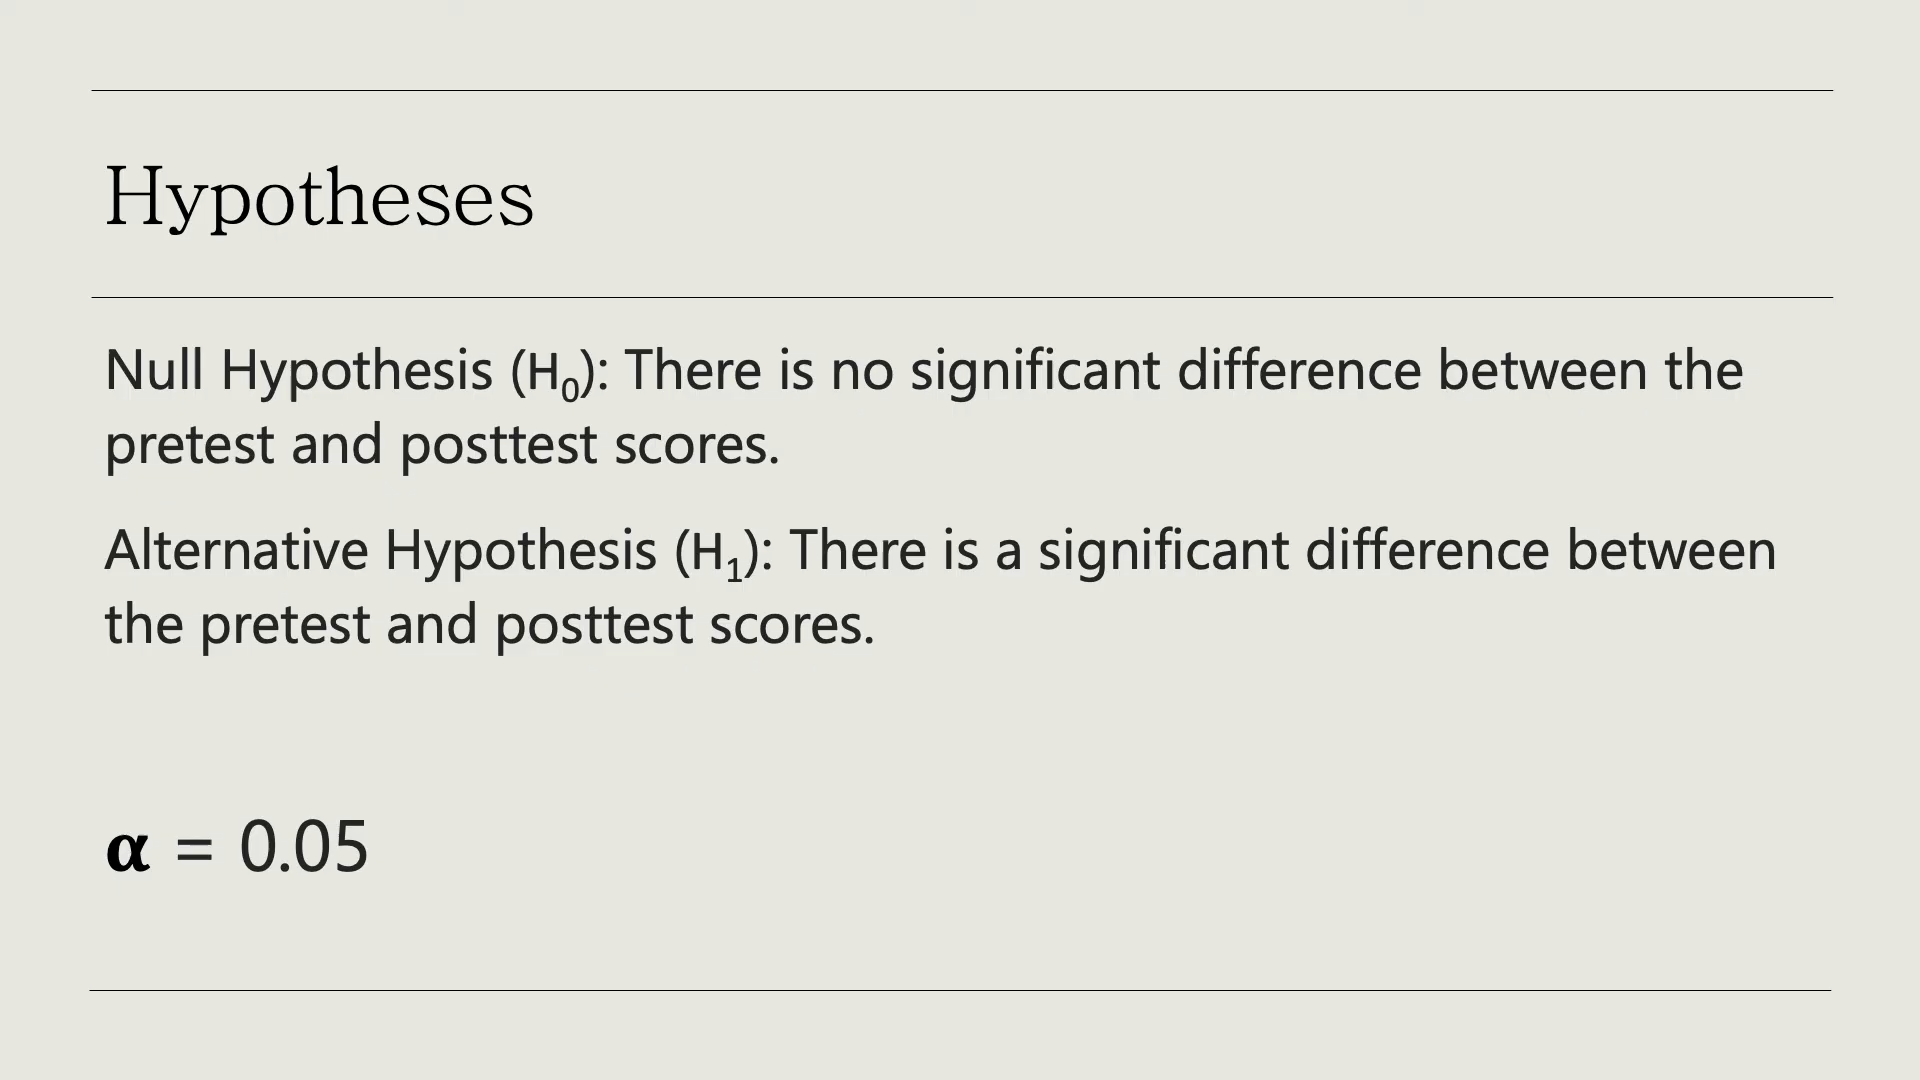 Hypotheses
Null Hypothesis (H₀): There is no significant difference between the
pretest and posttest scores.
Alternative Hypothesis (H₁): There is a significant difference between
the pretest and posttest scores.
α = 0.05